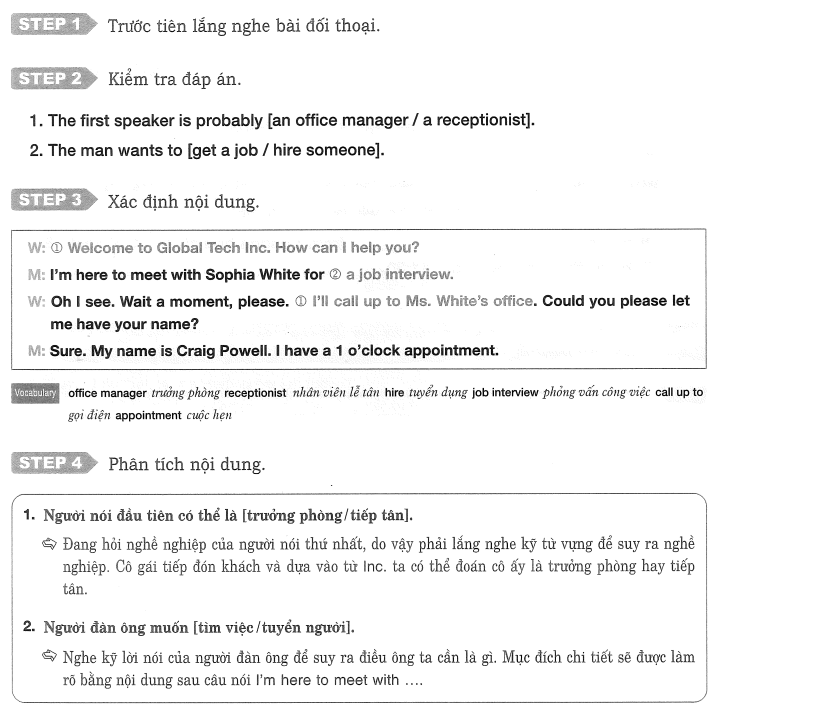 STEP 1 Trước tiên lắng nghe bài đối thoại.
STEP 2 Kiểm tra đáp án.
1. The first speaker is probably [an office manager / a receptionist].
2. The man wants to [get a job / hire someone].
STEP 3 Xác định nội dung.
W: ① Welcome to Global Tech Inc. How can I help you?
M: I'm here to meet with Sophia White for ② a job interview.
W: Oh I see. Wait a moment, please. ① I'll call up to Ms. White's office. Could you please let
me have your name?
M: Sure. My name is Craig Powell. I have a 1 o'clock appointment.
Vocabulary office manager trưởng phòng receptionist nhân viên lễ tân hire tuyển dụng job interview phỏng vấn công việc call up to
gọi điện appointment cuộc hẹn
STEP 4 Phân tích nội dung.
1. Người nói đầu tiên có thể là [trưởng phòng/tiếp tân].
⇨ Đang hỏi nghề nghiệp của người nói thứ nhất, do vậy phải lắng nghe kỹ từ vựng để suy ra nghề
nghiệp. Cô gái tiếp đón khách và dựa vào từ Inc. ta có thể đoán cô ấy là trưởng phòng hay tiếp
tân.
2. Người đàn ông muốn [tìm việc/tuyển người].
⇨ Nghe kỹ lời nói của người đàn ông để suy ra điều ông ta cần là gì. Mục đích chi tiết sẽ được làm
rõ bằng nội dung sau câu nói I'm here to meet with ....